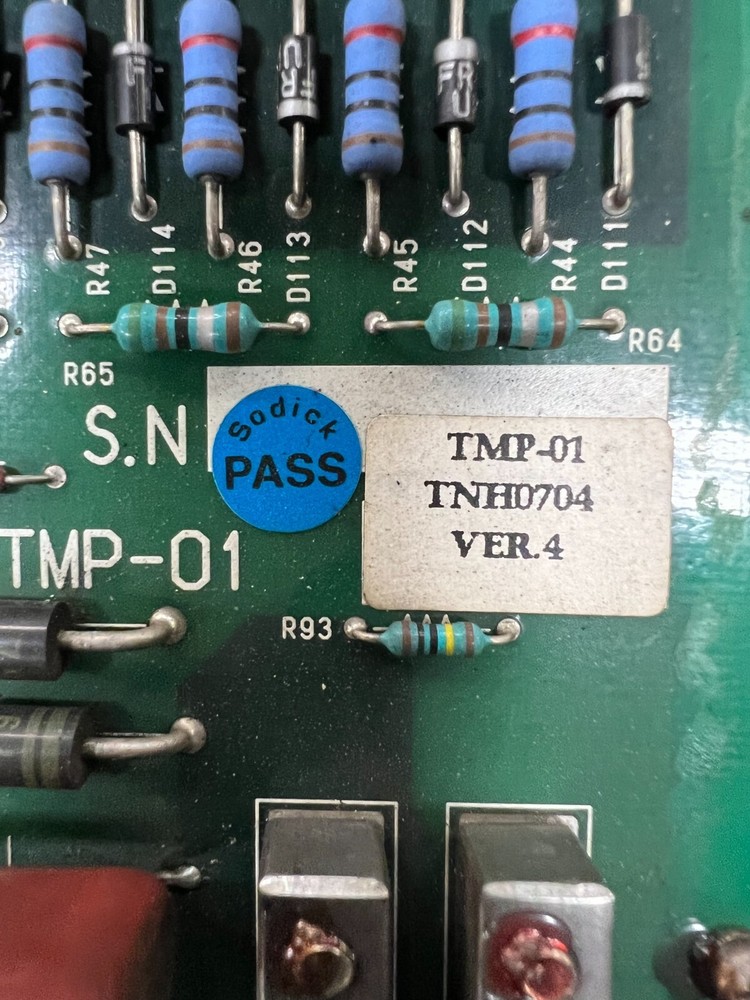 FR
U
R47
D114
R46
D113
R45
D112
R44
D111
R65
R64
S.N
Sodick
PASS
TMP-01
TNH0704
VER.4
TMP-01
R93